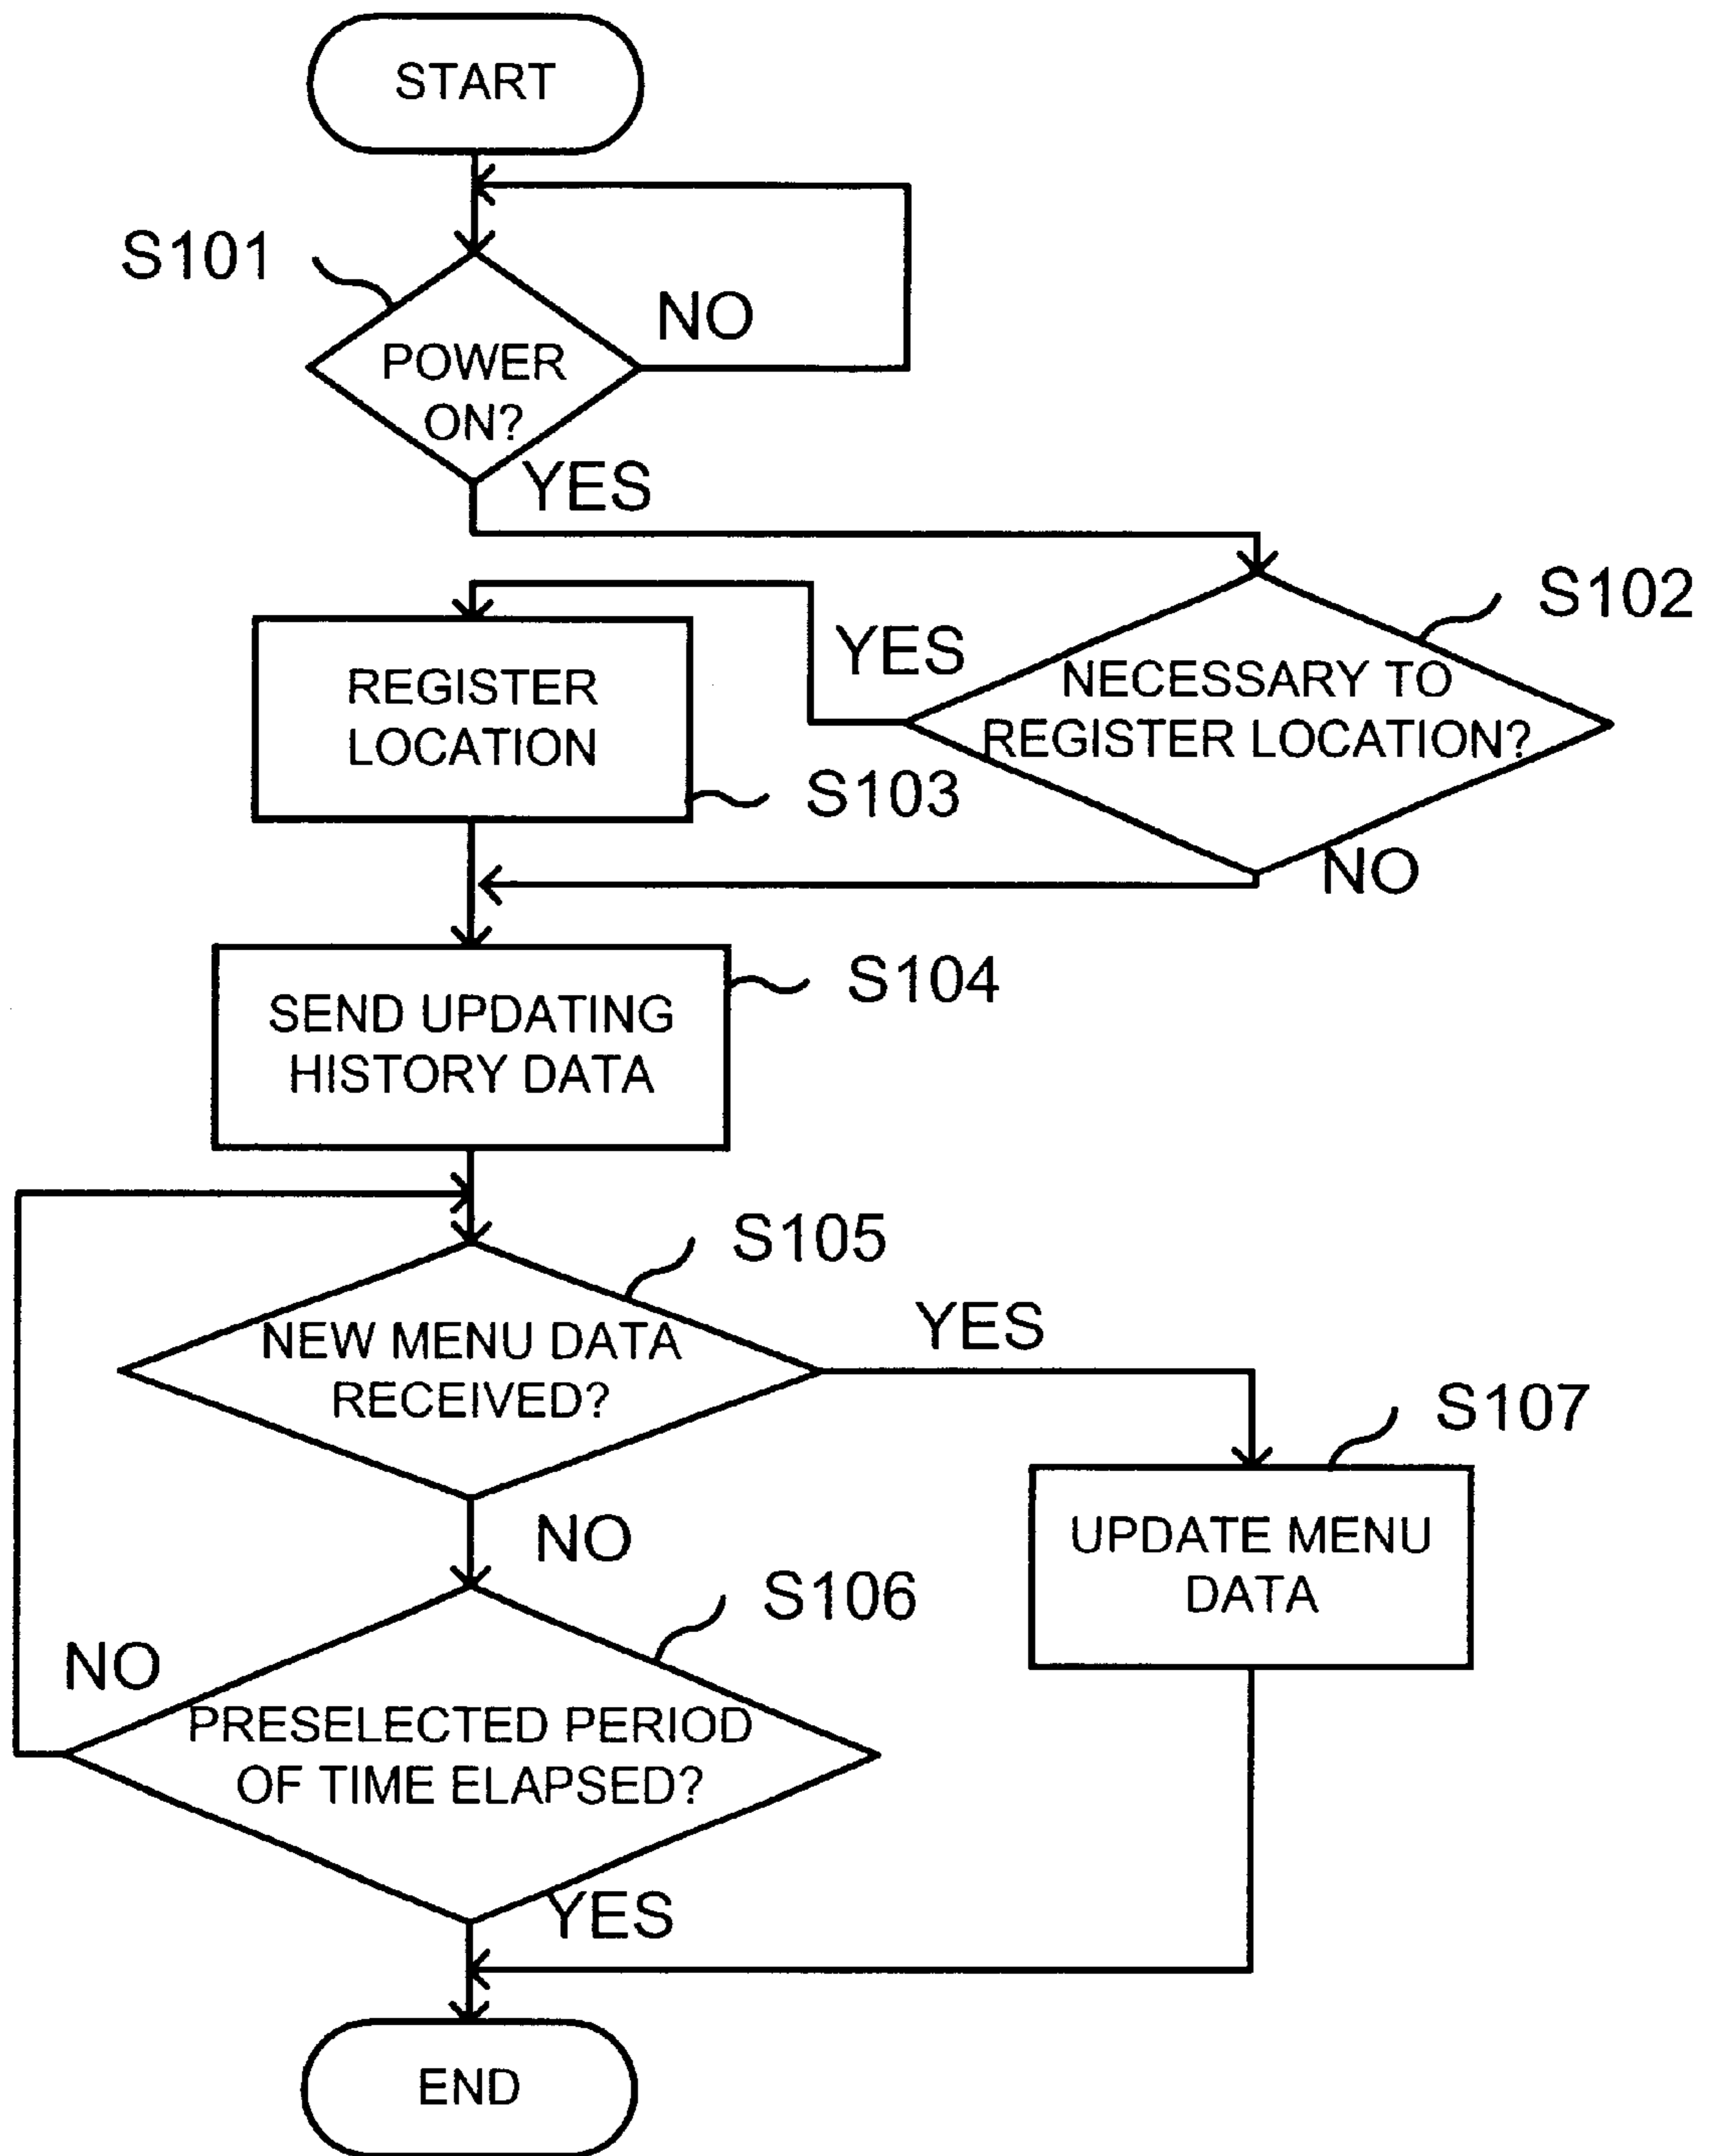 START
S101
NO
POWER
ON?
YES
S102
YES
NECESSARY TO
REGISTER LOCATION?
REGISTER
LOCATION
S103
NO
S104
SEND UPDATING
HISTORY DATA
S105
NEW MENU DATA
RECEIVED?
YES
S107
UPDATE MENU
DATA
NO
S106
NO
PRESELECTED PERIOD
OF TIME ELAPSED?
YES
END